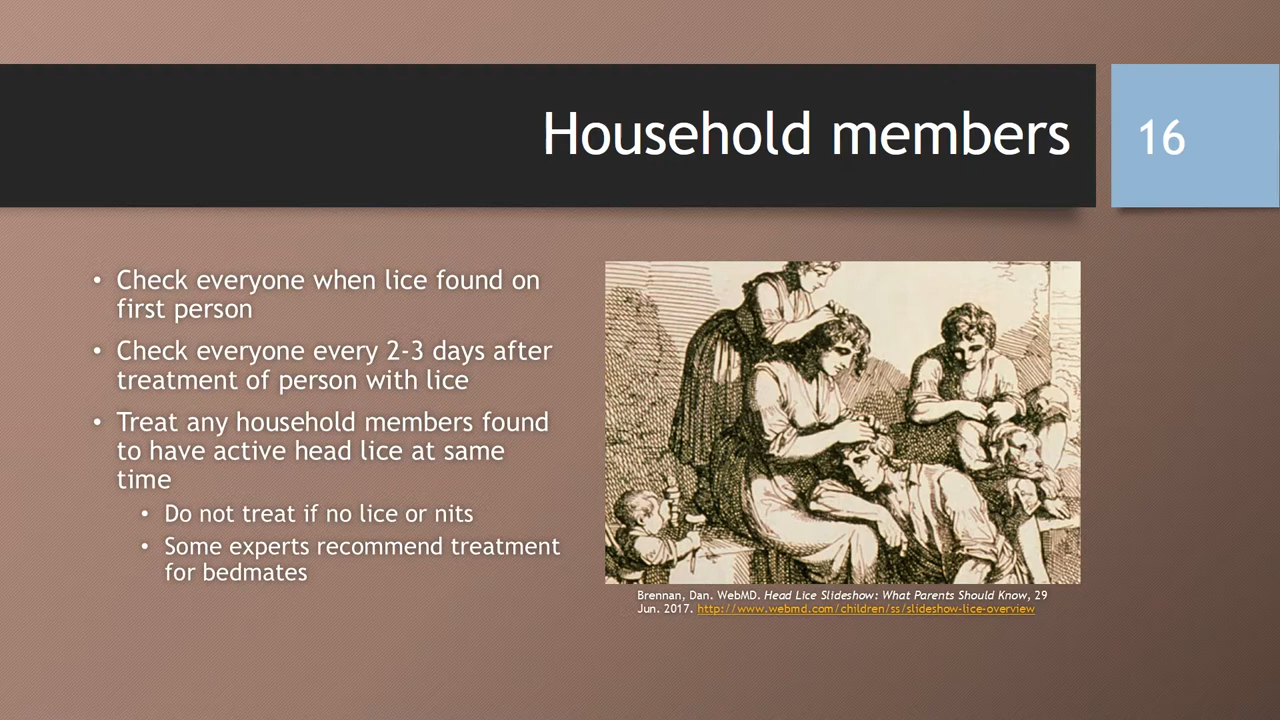 Household members
16
• Check everyone when lice found on
first person
• Check everyone every 2-3 days after
treatment of person with lice
• Treat any household members found
to have active head lice at same
time
• Do not treat if no lice or nits
• Some experts recommend treatment
for bedmates
Brennan, Dan. WebMD. Head Lice Slideshow: What Parents Should Know, 29
Jun. 2017. http://www.webmd.com/children/ss/slideshow-lice-overview